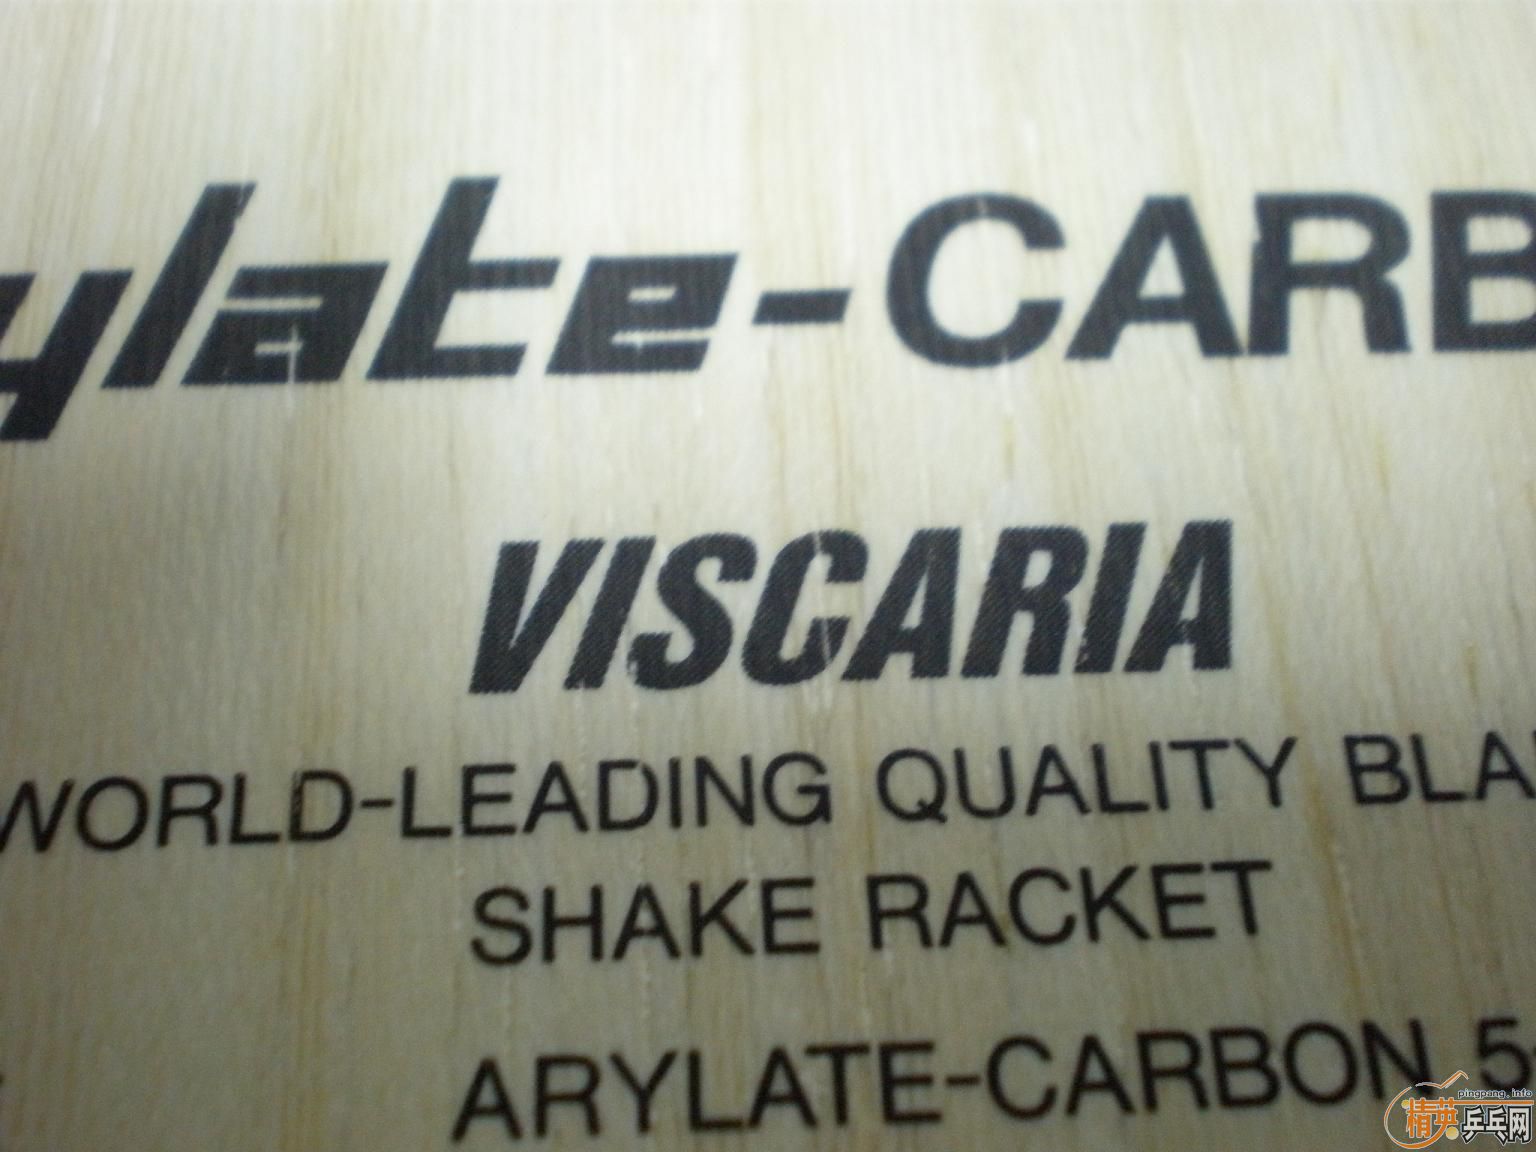 ylate-CARB
VISCARIA
WORLD-LEADING QUALITY BLA
SHAKE RACKET
ARYLATE-CARBON 5
pingpang.info
精英乒乓网